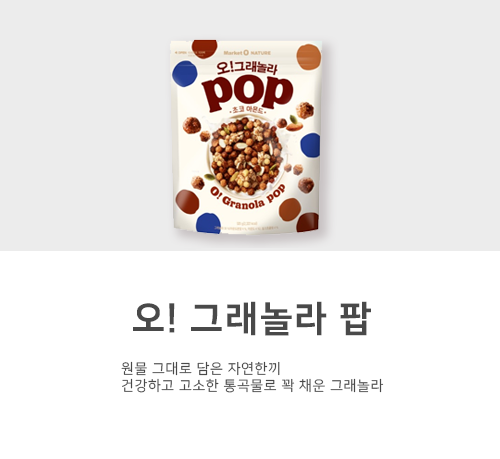 Market O NATURE
오!그래놀라
pop
초코 아몬드
O! Granola pop
오! 그래놀라 팝
원물 그대로 담은 자연한끼
건강하고 고소한 통곡물로 꽉 채운 그래놀라